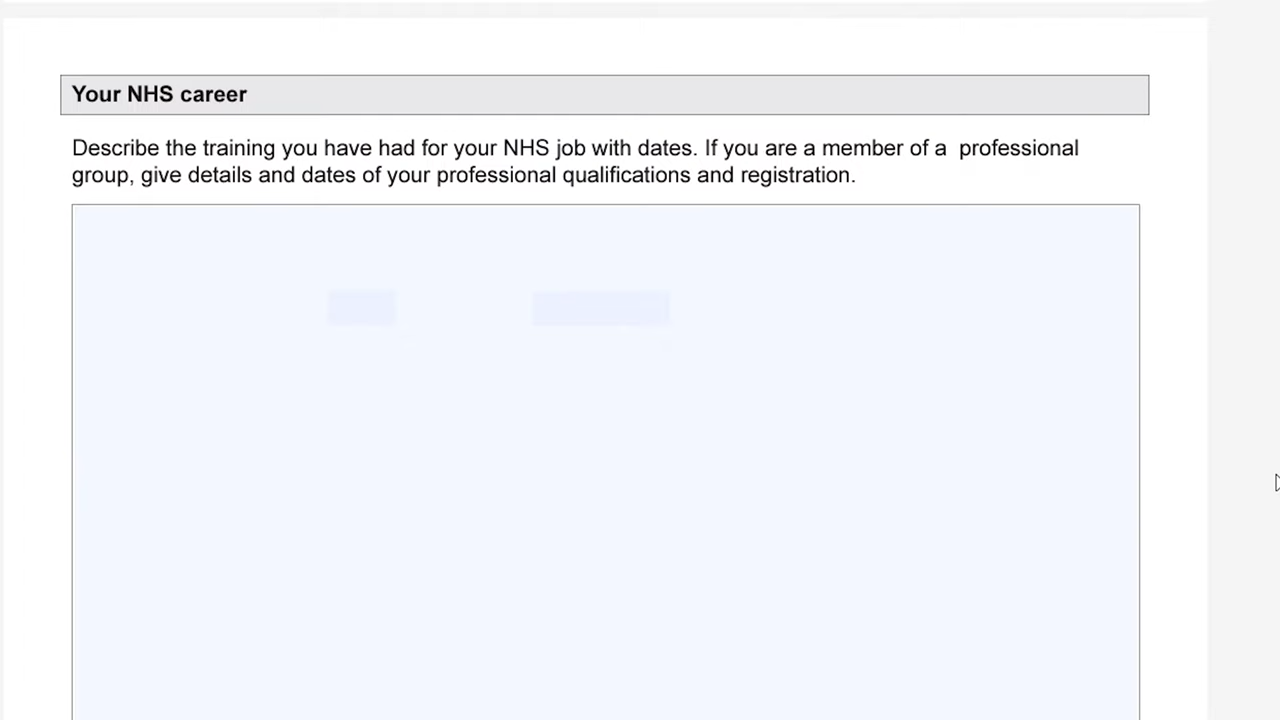 Your NHS career
Describe the training you have had for your NHS job with dates. If you are a member of a  professional
group, give details and dates of your professional qualifications and registration.